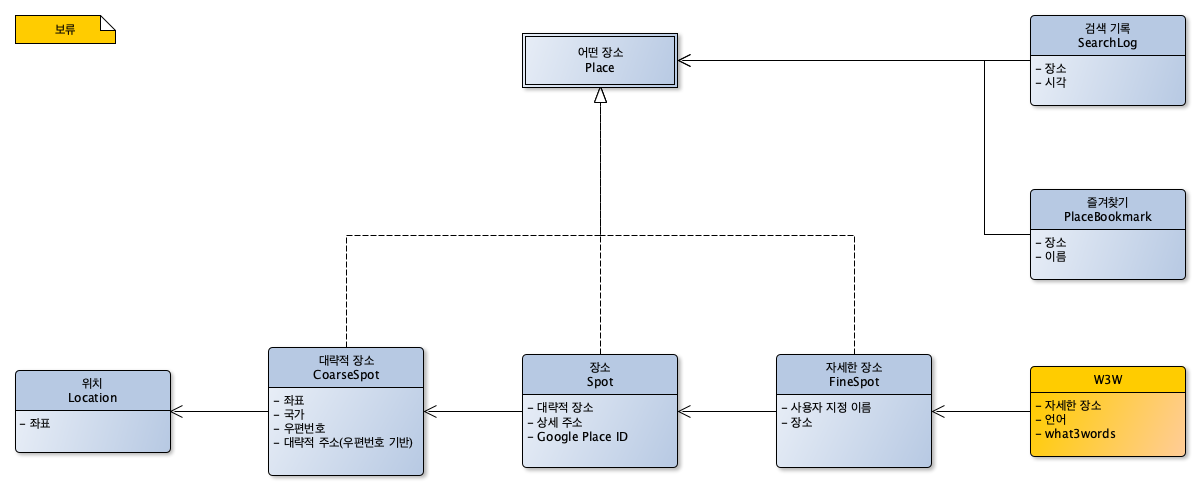 보류
어떤 장소
Place
검색 기록
SearchLog
- 장소
- 시각
즐겨찾기
PlaceBookmark
- 장소
- 이름
위치
Location
- 좌표
대략적 장소
CoarseSpot
- 좌표
- 국가
- 우편번호
- 대략적 주소(우편번호 기반)
장소
Spot
- 대략적 장소
- 상세 주소
- Google Place ID
자세한 장소
FineSpot
- 사용자 지정 이름
- 장소
W3W
- 자세한 장소
- 언어
- what3words